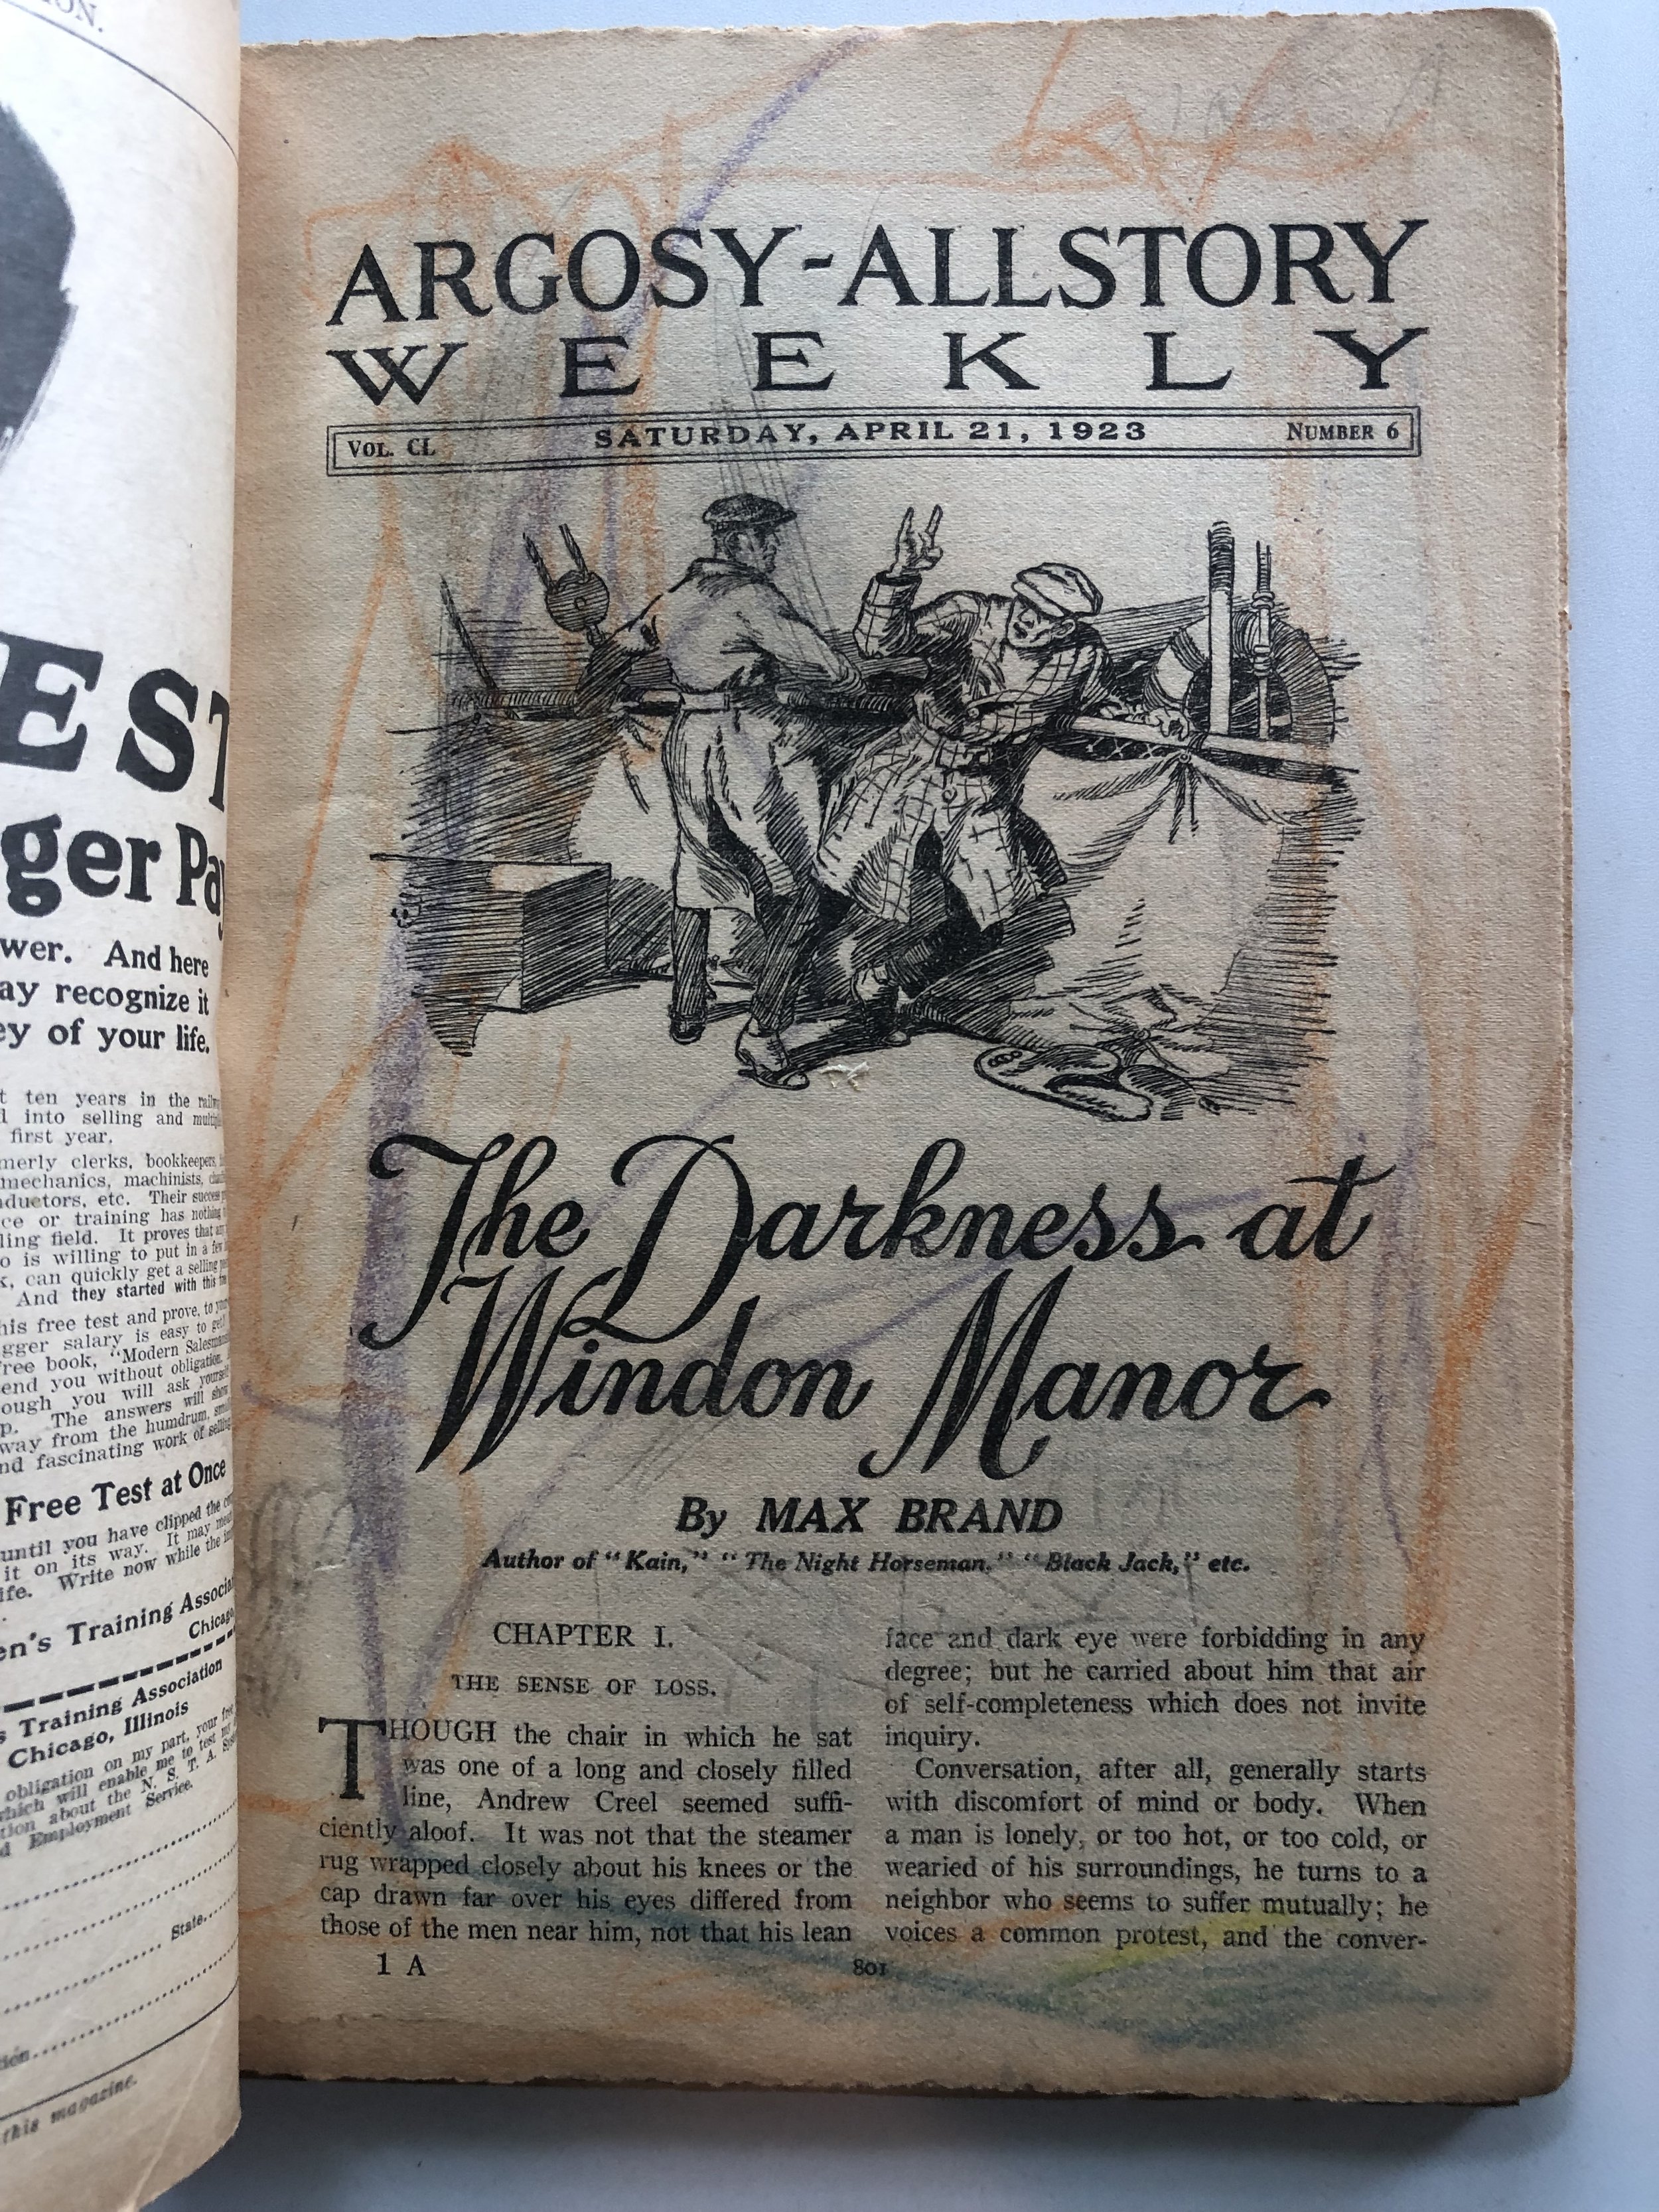 ION.
EST
ger Pay
wer. And here
ay recognize it
ey of your life.
t ten years in the
d into selling and
first year.
merly clerks, bookkeepers,
mechanics, machinists,
ductors, etc. Their success
ce or training has nothing
ling field. It proves that
o is willing to put in a few
k, can quickly get a selling
And they started with this
his free test and prove, to
gger salary is easy to get!
free book, "Modern
end you without obligation.
ough you will ask yourself
p. The answers will show
way from the humdrum,
nd fascinating work of selling
Free Test at Once
until you have clipped the
it on its way. It may mean
ife. Write now while the
en's Training
Chicago,
s Training Association
Chicago, Illinois
obligation on my part, your free
which will enable me to test my
tion about the N. S. T. A.
d Employment Service.
State
tion
this magazine.
ARGOSY-ALLSTORY
WEEKLY
VOL. CL SATURDAY, APRIL 21, 1923 NUMBER 6
The Darkness at
Windon Manor
By MAX BRAND
Author of "Kain," "The Night Horseman," "Black Jack," etc.
CHAPTER I.
THE SENSE OF LOSS.
THOUGH the chair in which he sat
was one of a long and closely filled
line, Andrew Creel seemed suffi-
ciently aloof. It was not that the steamer
rug wrapped closely about his knees or the
cap drawn far over his eyes differed from
those of the men near him, not that his lean
1 A
face and dark eye were forbidding in any
degree; but he carried about him that air
of self-completeness which does not invite
inquiry.
Conversation, after all, generally starts
with discomfort of mind or body. When
a man is lonely, or too hot, or too cold, or
wearied of his surroundings, he turns to a
neighbor who seems to suffer mutually; he
voices a common protest, and the conver-
801